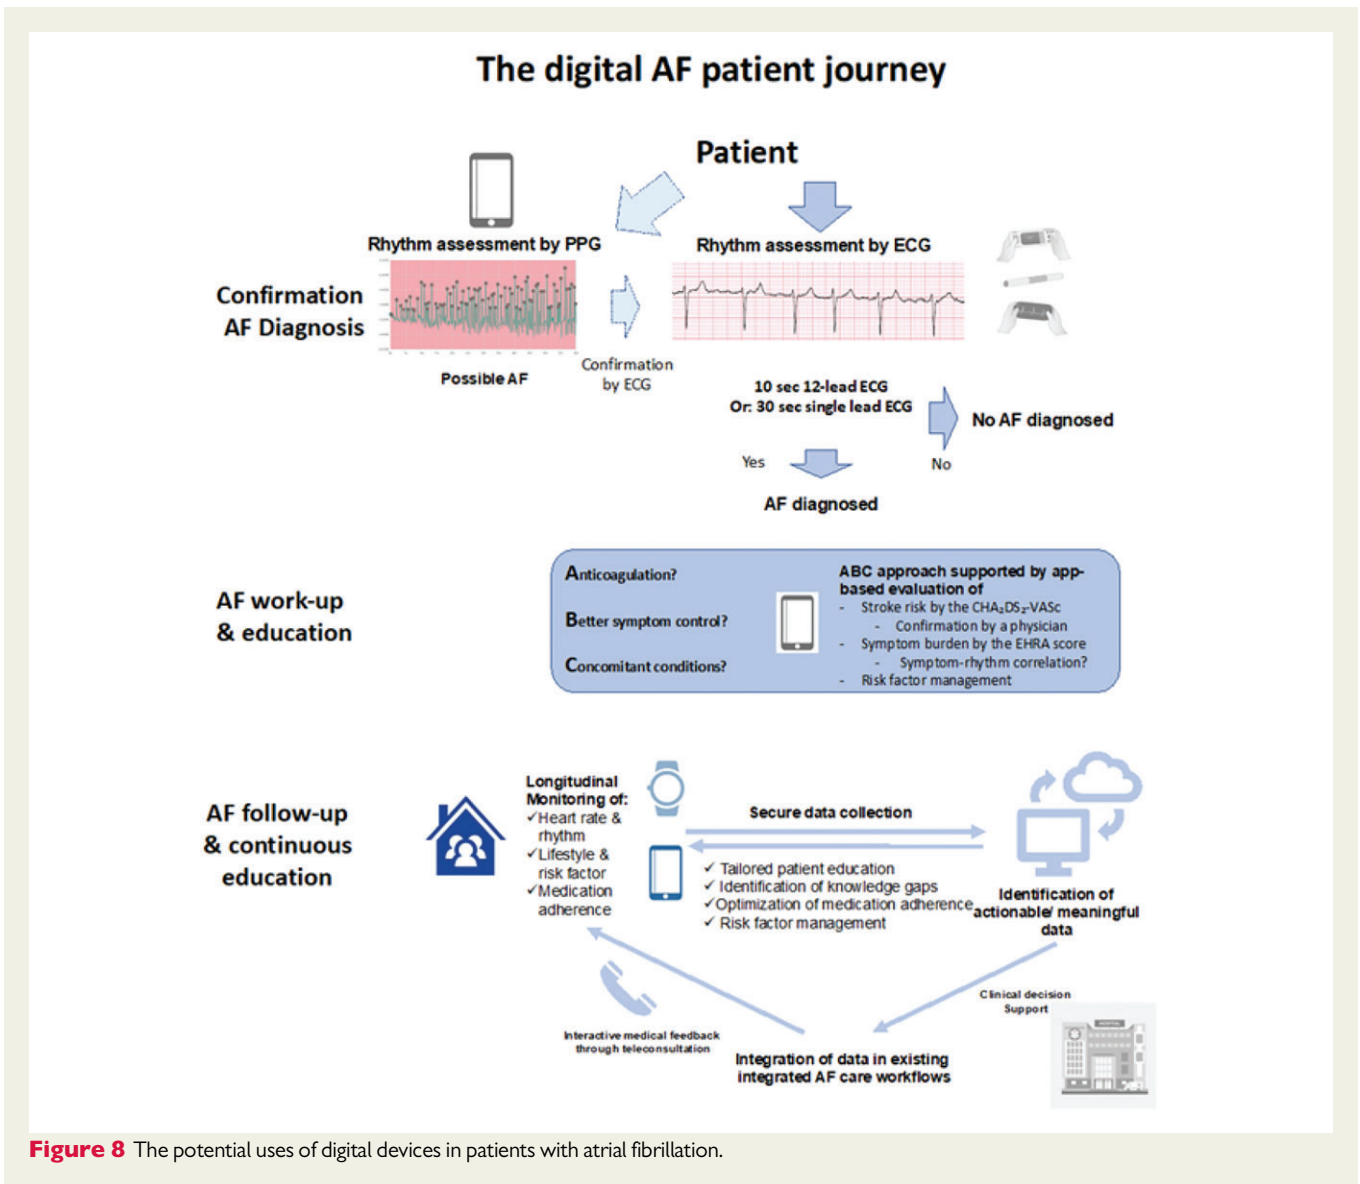 The digital AF patient journey
Patient
Rhythm assessment by PPG
Rhythm assessment by ECG
Confirmation
AF Diagnosis
Possible AF
Confirmation
by ECG
10 sec 12-lead ECG
Or: 30 sec single lead ECG
No AF diagnosed
Yes
No
AF diagnosed
AF work-up
& education
Anticoagulation?
Better symptom control?
Concomitant conditions?
ABC approach supported by app-
based evaluation of
- Stroke risk by the CHA₂DS₂-VASc
- Confirmation by a physician
- Symptom burden by the EHRA score
- Symptom-rhythm correlation?
- Risk factor management
AF follow-up
& continuous
education
Longitudinal
Monitoring of:
✓Heart rate &
rhythm
✓Lifestyle &
risk factor
✓Medication
adherence
Secure data collection
✓ Tailored patient education
✓ Identification of knowledge gaps
✓Optimization of medication adherence
✓ Risk factor management
Identification of
actionable/ meaningful
data
Clinical decision
Support
HOSPITAL
Interactive medical feedback
through teleconsultation
Integration of data in existing
integrated AF care workflows
Figure 8 The potential uses of digital devices in patients with atrial fibrillation.